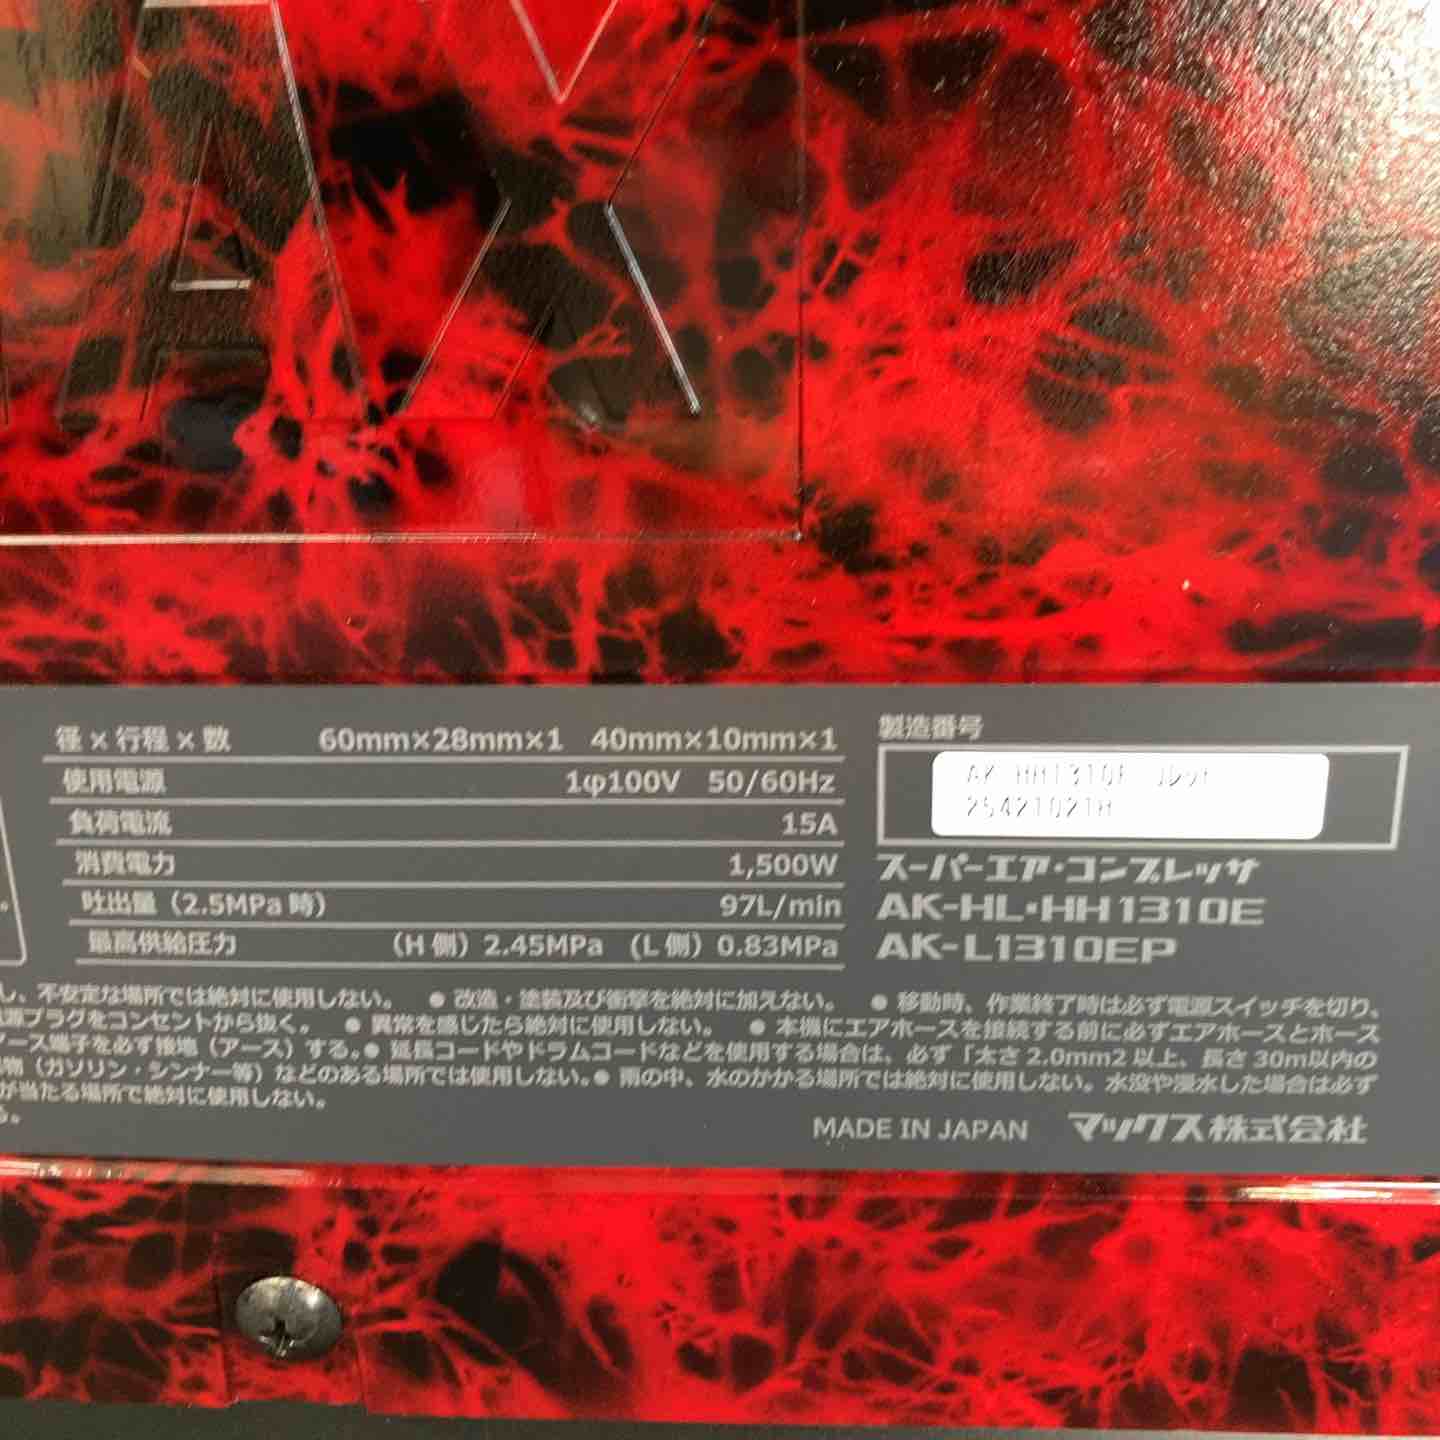 AX
径×行程×数 60mm×28mm×1 40mm×10mm×1
使用電源 1φ100V 50/60Hz
負荷電流 15A
消費電力 1,500W
吐出量（2.5MPa時） 97L/min
最高供給圧力 （H側）2.45MPa （L側）0.83MPa
製造番号
AK HH1310E
25421021H
スーパーエア・コンプレッサ
AK-HL・HH1310E
AK-L1310EP
し、不安定な場所では絶対に使用しない。 ● 改造・塗装及び衝撃を絶対に加えない。 ● 移動時、作業終了時は必ず電源スイッチを切り、
源プラグをコンセントから抜く。 ● 異常を感じたら絶対に使用しない。 ● 本機にエアホースを接続する前に必ずエアホースとホース
アース端子を必ず接地（アース）する。● 延長コードやドラムコードなどを使用する場合は、必ず「太さ2.0mm2以上、長さ30m以内の
物（ガソリン・シンナー等）などのある場所では使用しない。● 雨の中、水のかかる場所では絶対に使用しない。水没や浸水した場合は必ず
が当たる場所で絶対に使用しない。
る。
MADE IN JAPAN マックス株式会社